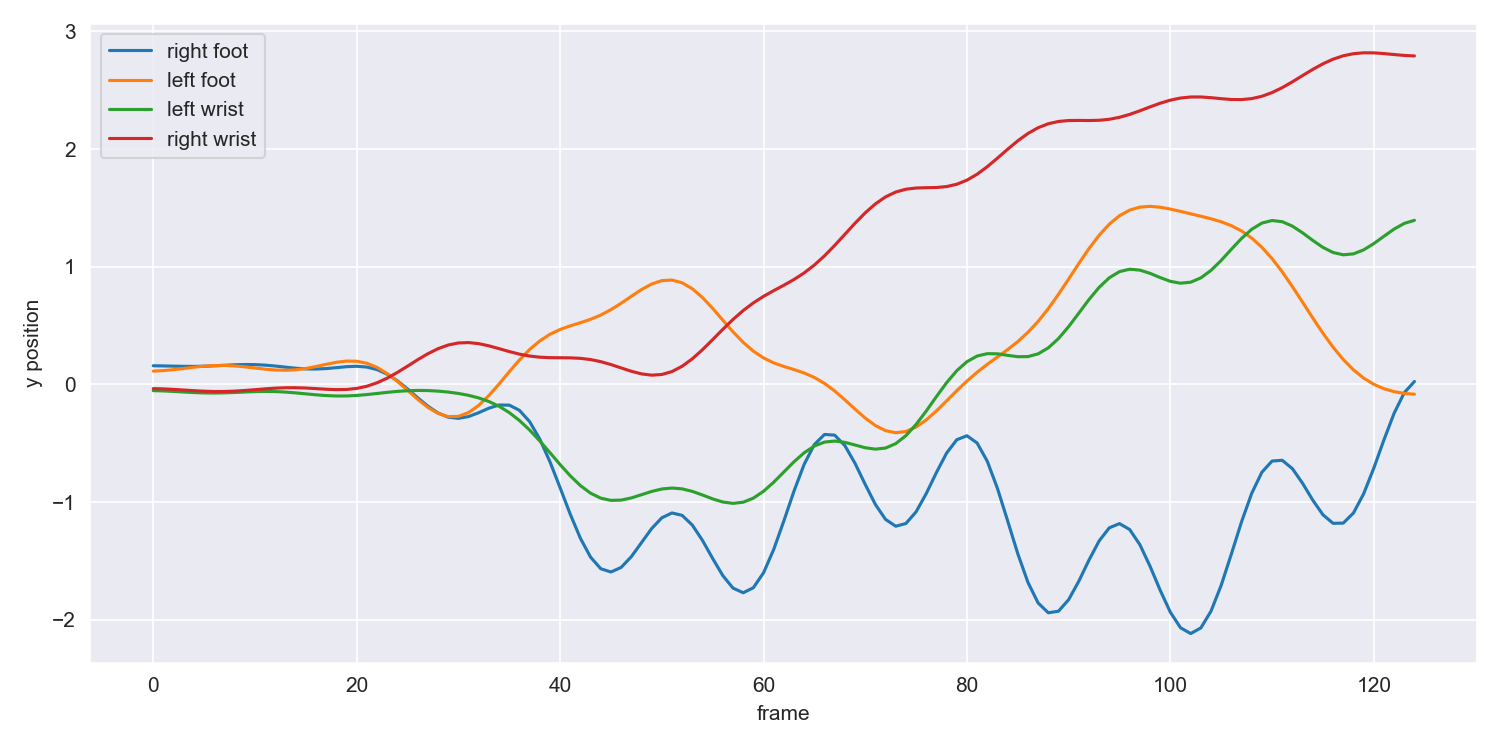 right foot
left foot
left wrist
right wrist
3
2
1
0
−1
−2
y position
0 20 40 60 80 100 120
frame